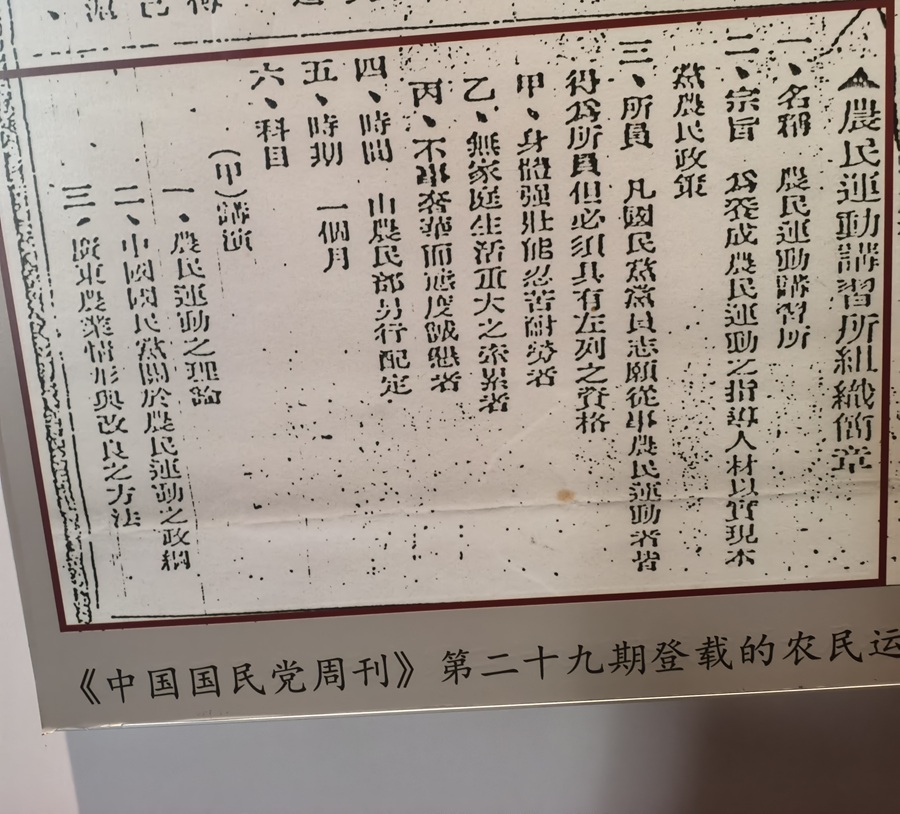 ▲農民運動講習所組織簡章
一、名稱　農民運動講習所
二、宗旨　為養成農民運動之指導人材以實現本
黨農民政策
三、所員　凡國民黨黨員志願從事農民運動者皆
得為所員但必須具有左列之資格
甲、身體强壯能忍苦耐勞者
乙、無家庭生活重大之牽累者
丙、不事奢華而態度誠懇者
四、時間　由農民部另行配定
五、時期　一個月
六、科目
（甲）講演
一、農民運動之理論
二、中國國民黨關於農民運動之政綱
三、廣東農業情形與改良之方法
《中国国民党周刊》第二十九期登载的农民运